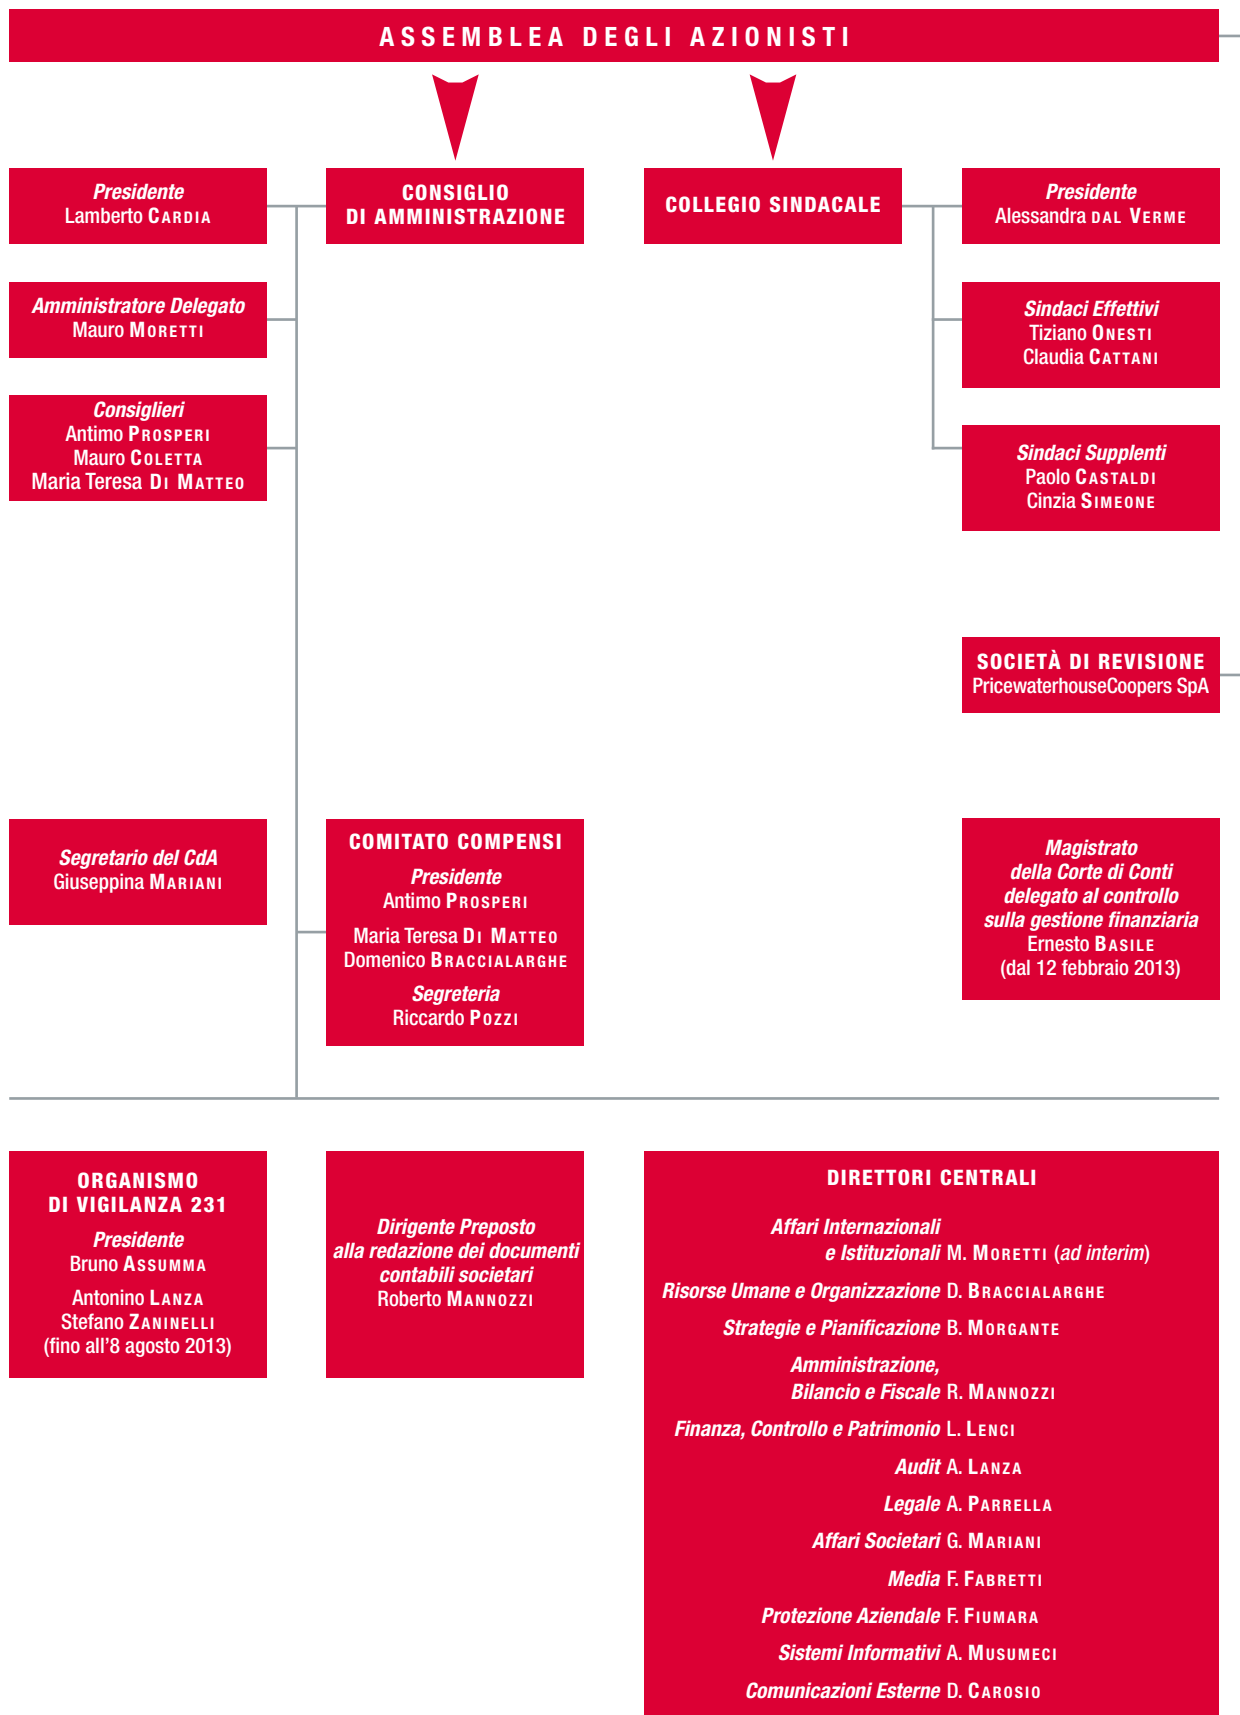 ASSEMBLEA DEGLI AZIONISTI
Presidente
Lamberto CARDIA
CONSIGLIO
DI AMMINISTRAZIONE
COLLEGIO SINDACALE
Presidente
Alessandra DAL VERME
Amministratore Delegato
Mauro MORETTI
Sindaci Effettivi
Tiziano ONESTI
Claudia CATTANI
Consiglieri
Antimo PROSPERI
Mauro COLETTA
Maria Teresa DI MATTEO
Sindaci Supplenti
Paolo CASTALDI
Cinzia SIMEONE
SOCIETÀ DI REVISIONE
PricewaterhouseCoopers SpA
Segretario del CdA
Giuseppina MARIANI
COMITATO COMPENSI
Presidente
Antimo PROSPERI
Maria Teresa DI MATTEO
Domenico BRACCIALARGHE
Segreteria
Riccardo POZZI
Magistrato
della Corte di Conti
delegato al controllo
sulla gestione finanziaria
Ernesto BASILE
(dal 12 febbraio 2013)
ORGANISMO
DI VIGILANZA 231
Presidente
Bruno ASSUMMA
Antonino LANZA
Stefano ZANINELLI
(fino all'8 agosto 2013)
Dirigente Preposto
alla redazione dei documenti
contabili societari
Roberto MANNOZZI
DIRETTORI CENTRALI
Affari Internazionali
e Istituzionali M. MORETTI (ad interim)
Risorse Umane e Organizzazione D. BRACCIALARGHE
Strategie e Pianificazione B. MORGANTE
Amministrazione,
Bilancio e Fiscale R. MANNOZZI
Finanza, Controllo e Patrimonio L. LENCI
Audit A. LANZA
Legale A. PARRELLA
Affari Societari G. MARIANI
Media F. FABRETTI
Protezione Aziendale F. FIUMARA
Sistemi Informativi A. MUSUMECI
Comunicazioni Esterne D. CAROSIO